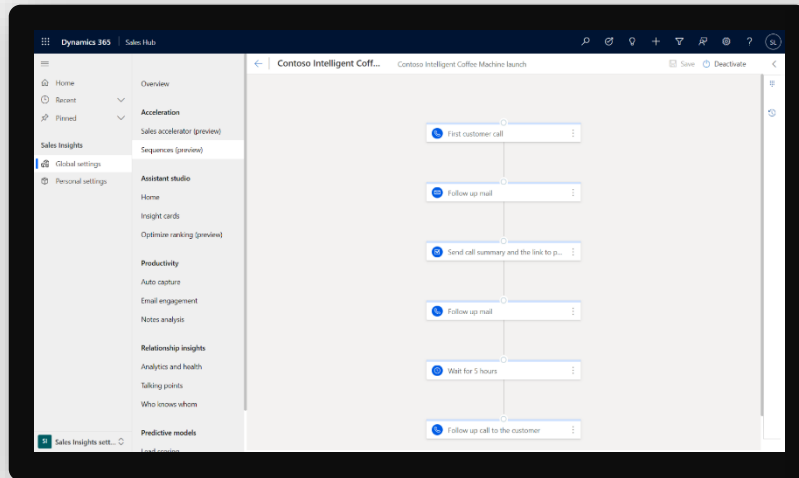 Dynamics 365
Sales Hub
SL
Contoso Intelligent Coff...
Contoso Intelligent Coffee Machine launch
Save
Deactivate
Home
Recent
Pinned
Sales Insights
Global settings
Personal settings
SI
Sales Insights sett...
Overview
Acceleration
Sales accelerator (preview)
Sequences (preview)
Assistant studio
Home
Insight cards
Optimize ranking (preview)
Productivity
Auto capture
Email engagement
Notes analysis
Relationship insights
Analytics and health
Talking points
Who knows whom
Predictive models
Lead scoring
First customer call
Follow up mail
Send call summary and the link to p...
Follow up mail
Wait for 5 hours
Follow up call to the customer